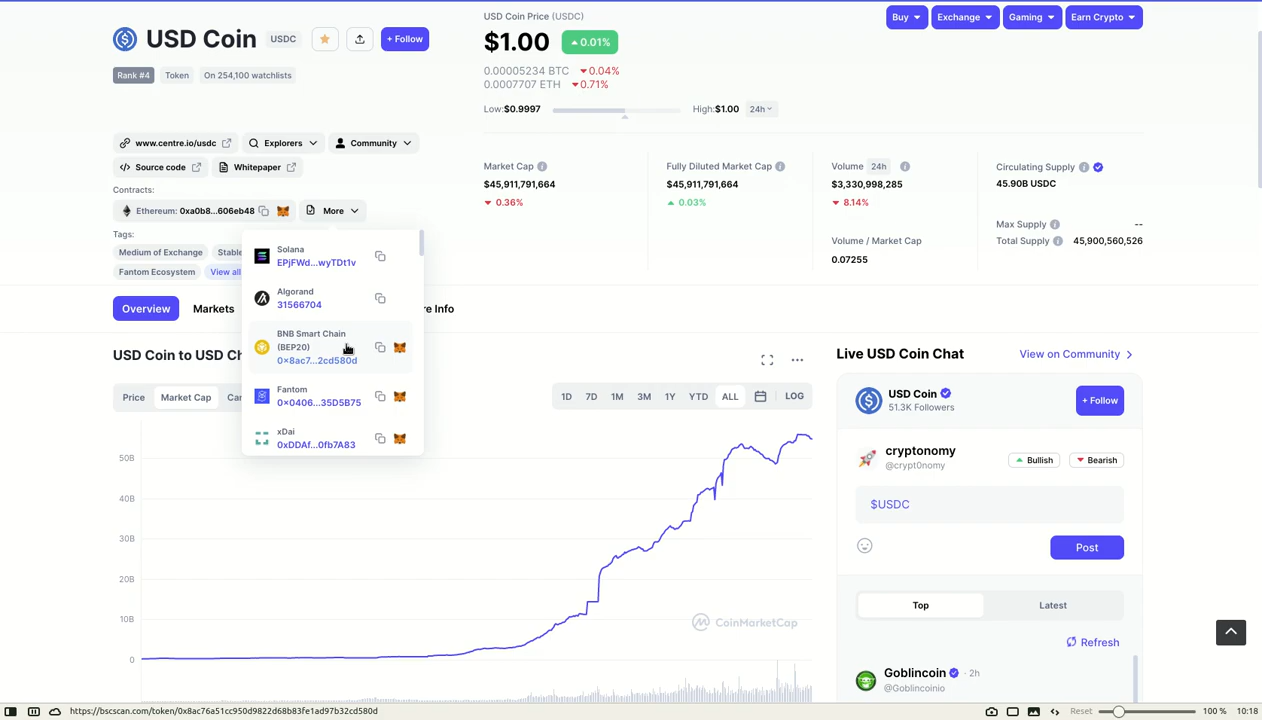 USD Coin USDC + Follow
Rank #4 Token On 254,100 watchlists
www.centre.io/usdc Explorers Community
Source code Whitepaper
Contracts:
Ethereum: 0xa0b8...606eb48 More
Tags:
Medium of Exchange Stable
Fantom Ecosystem View all
Solana
EPjFWd...wyTDt1v
Algorand
31566704
BNB Smart Chain
(BEP20)
0x8ac7...2cd580d
Fantom
0x0406...35D5B75
xDai
0xDDAf...0fb7A83
USD Coin Price (USDC)
$1.00 0.01%
0.00005234 BTC 0.04%
0.0007707 ETH 0.71%
Low:$0.9997 High:$1.00 24h
Buy Exchange Gaming Earn Crypto
Market Cap
$45,911,791,664
0.36%
Fully Diluted Market Cap
$45,911,791,664
0.03%
Volume 24h
$3,330,998,285
8.14%
Volume / Market Cap
0.07255
Circulating Supply
45.90B USDC
Max Supply --
Total Supply 45,900,560,526
Overview Markets re Info
USD Coin to USD Ch
Price Market Cap Can
1D 7D 1M 3M 1Y YTD ALL LOG
50B
40B
30B
20B
10B
0
CoinMarketCap
Live USD Coin Chat View on Community
USD Coin
51.3K Followers
+ Follow
cryptonomy
@crypt0nomy
Bullish Bearish
$USDC
Post
Top Latest
Refresh
Goblincoin · 2h
@Goblincoinio
https://bscscan.com/token/0x8ac76a51cc950d9822d68b83fe1ad97b32cd580d Reset 100 % 10:18